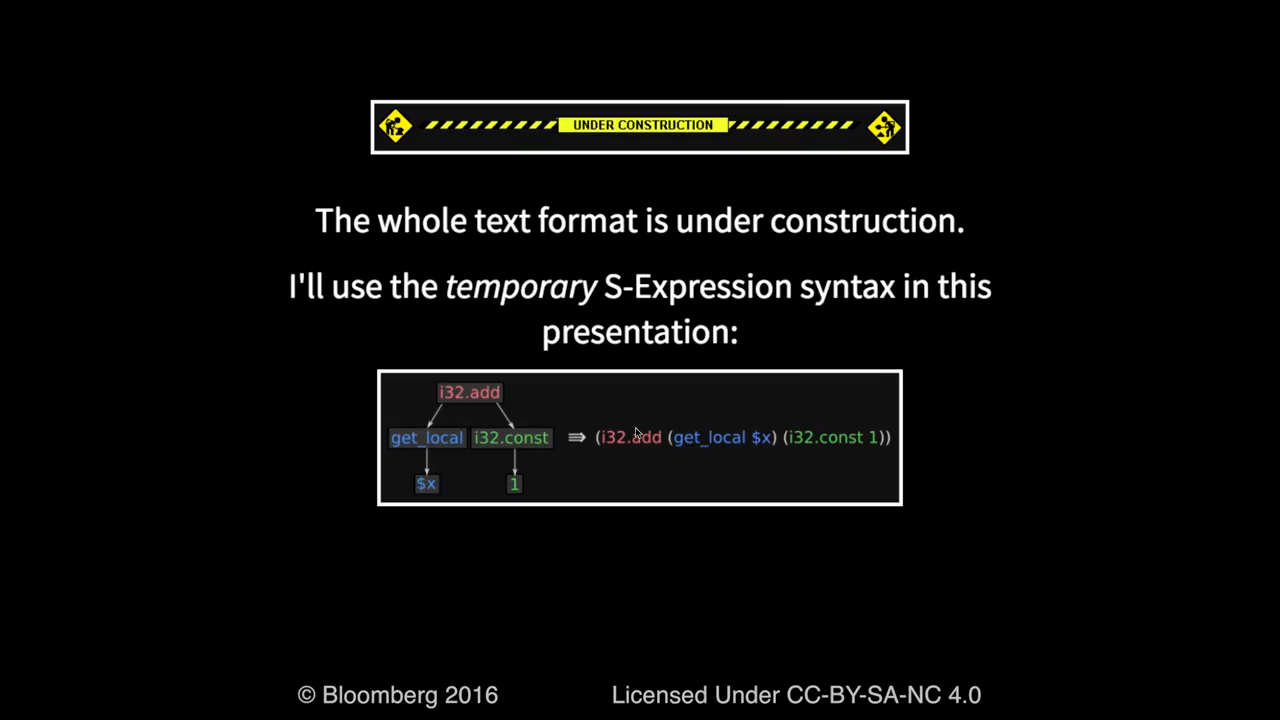 UNDER CONSTRUCTION
The whole text format is under construction.
I'll use the temporary S-Expression syntax in this
presentation:
i32.add
get_local i32.const ⇛ (i32.add (get_local $x) (i32.const 1))
$x 1
© Bloomberg 2016 Licensed Under CC-BY-SA-NC 4.0